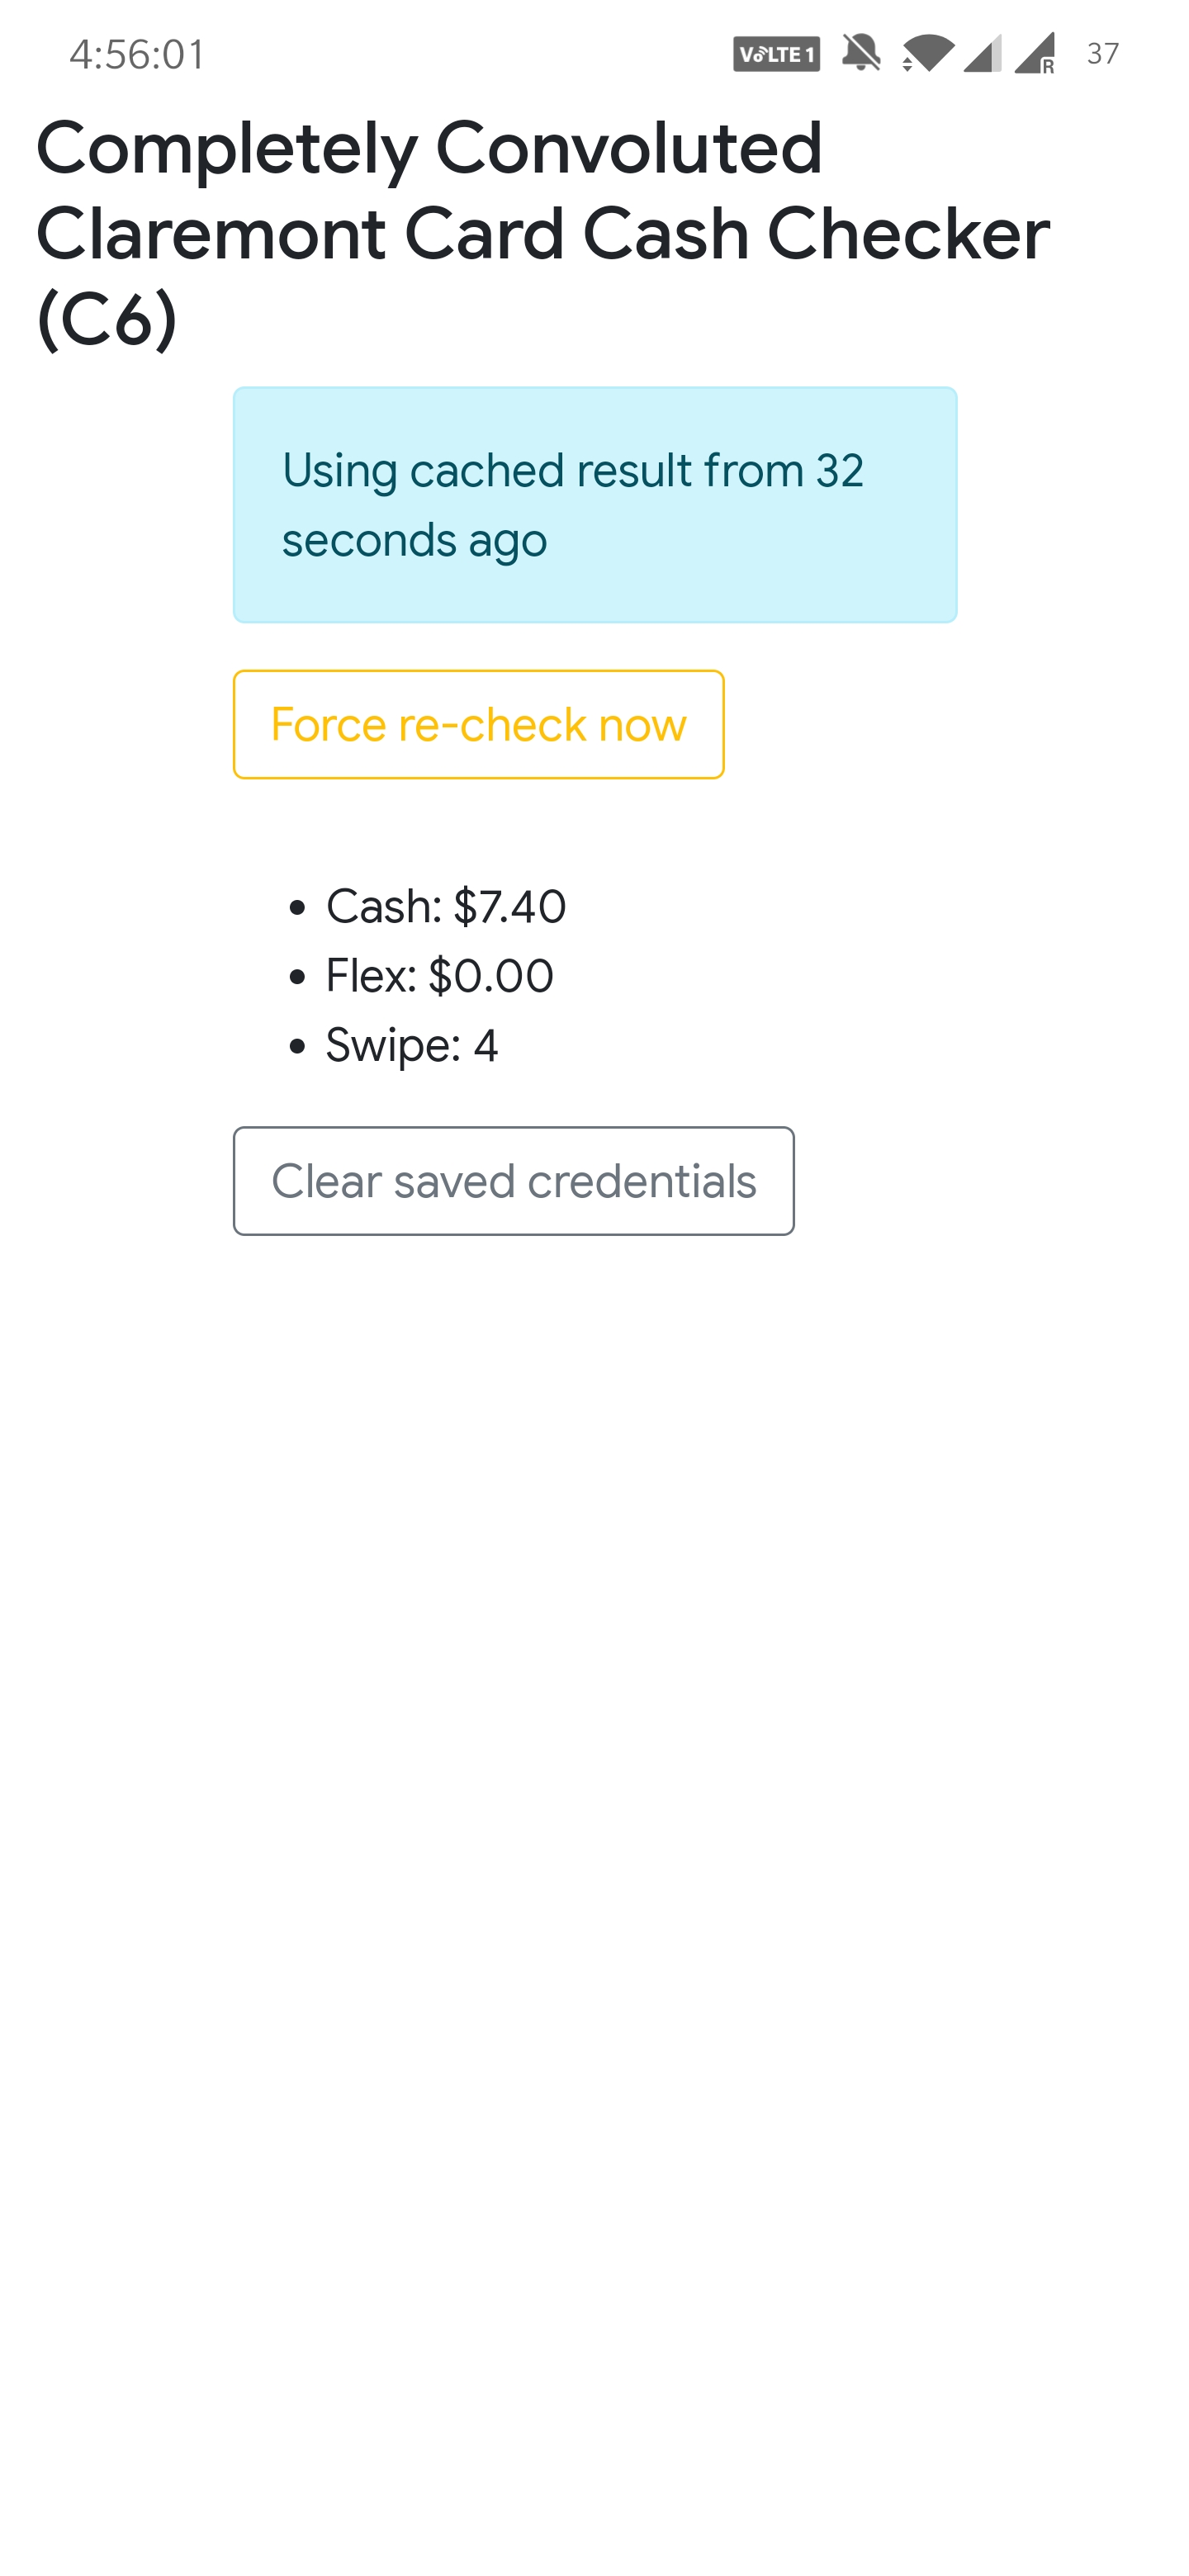 4:56:01
VoLTE 1
R
37
Completely Convoluted
Claremont Card Cash Checker
(C6)
Using cached result from 32
seconds ago
Force re-check now
Cash: $7.40
Flex: $0.00
Swipe: 4
Clear saved credentials